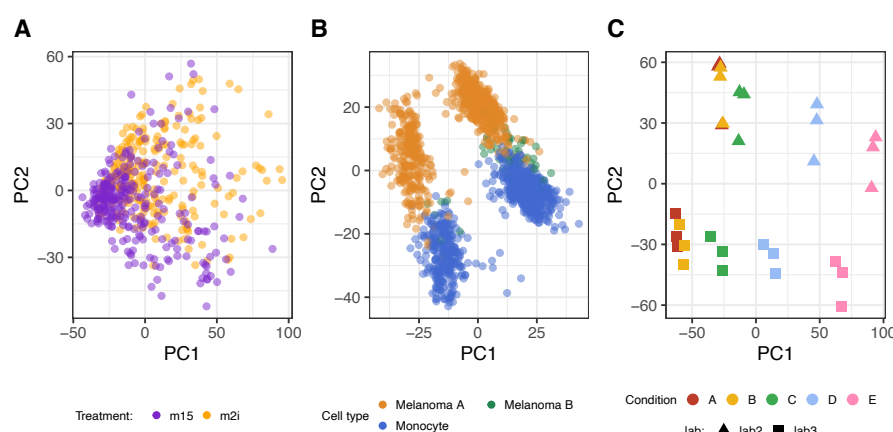 A
B
C
60
30
0
−30
PC2
−50
0
50
100
PC1
20
0
−20
−40
PC2
−25
0
25
PC1
60
30
0
−30
−60
PC2
−50
0
50
100
PC1
Treatment: m15 m2i
Cell type Melanoma A Melanoma B
Monocyte
Condition A B C D E
lab: lab2 lab3